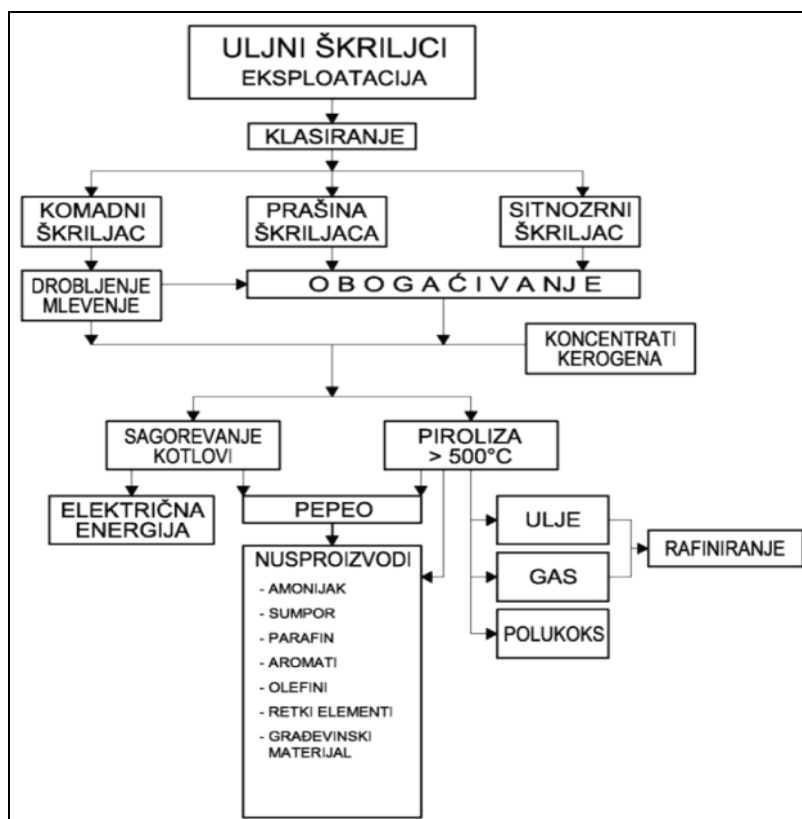 ULJNI ŠKRILJCI
EKSPLOATACIJA
KLASIRANJE
KOMADNI
ŠKRILJAC
PRAŠINA
ŠKRILJACA
SITNOZRNI
ŠKRILJAC
DROBLJENJE
MLEVENJE
OBOGAĆIVANJE
KONCENTRATI
KEROGENA
SAGOREVANJE
KOTLOVI
PIROLIZA
> 500°C
ELEKTRIČNA
ENERGIJA
PEPEO
ULJE
RAFINIRANJE
GAS
POLUKOKS
NUSPROIZVODI
- AMONIJAK
- SUMPOR
- PARAFIN
- AROMATI
- OLEFINI
- RETKI ELEMENTI
- GRAĐEVINSKI
MATERIJAL